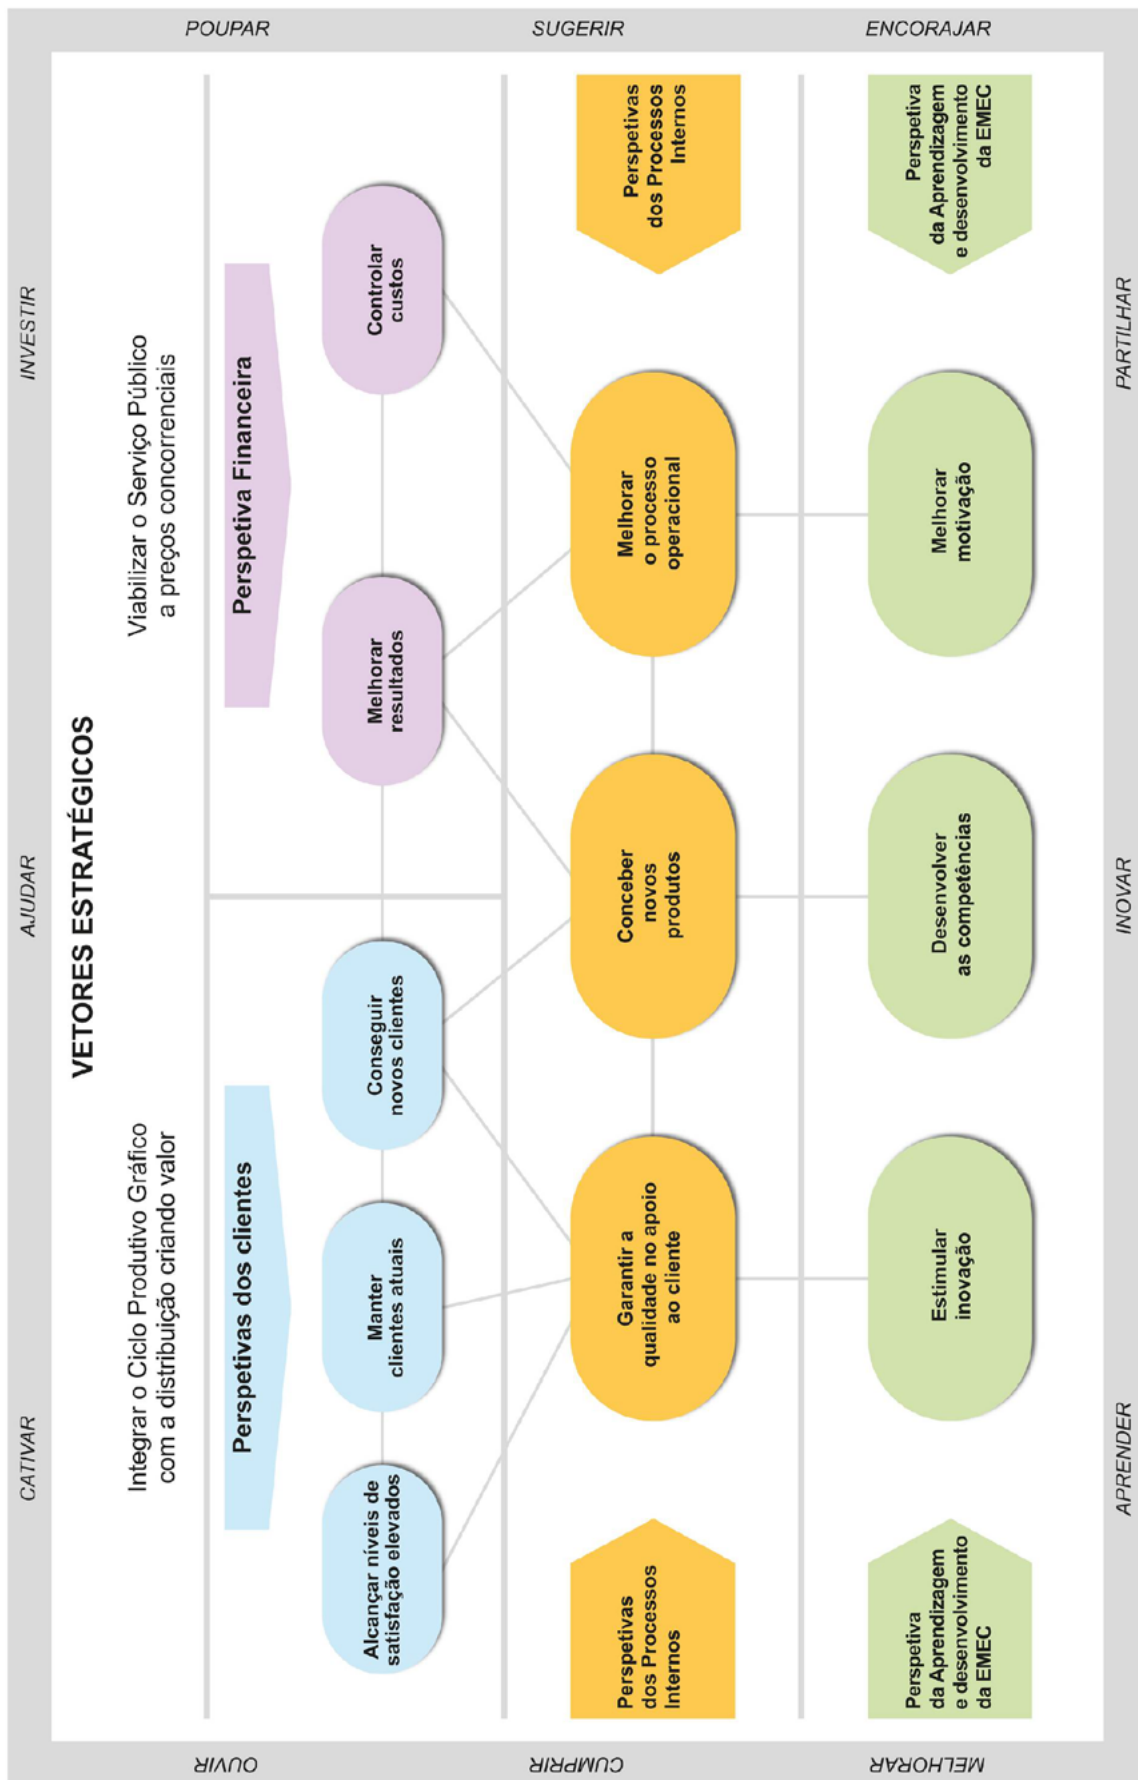 CATIVAR
AJUDAR
INVESTIR
VETORES ESTRATÉGICOS
Integrar o Ciclo Produtivo Gráfico
com a distribuição criando valor
Viabilizar o Serviço Público
a preços concorrenciais
OUVIR
POUPAR
Perspetivas dos clientes
Perspetiva Financeira
Alcançar níveis de
satisfação elevados
Manter
clientes atuais
Conseguir
novos clientes
Melhorar
resultados
Controlar
custos
CUMPRIR
SUGERIR
Perspetivas
dos Processos
Internos
Garantir a
qualidade no apoio
ao cliente
Conceber
novos
produtos
Melhorar
o processo
operacional
Perspetivas
dos Processos
Internos
MELHORAR
ENCORAJAR
Perspetiva
da Aprendizagem
e desenvolvimento
da EMEC
Estimular
inovação
Desenvolver
as competências
Melhorar
motivação
Perspetiva
da Aprendizagem
e desenvolvimento
da EMEC
APRENDER
INOVAR
PARTILHAR